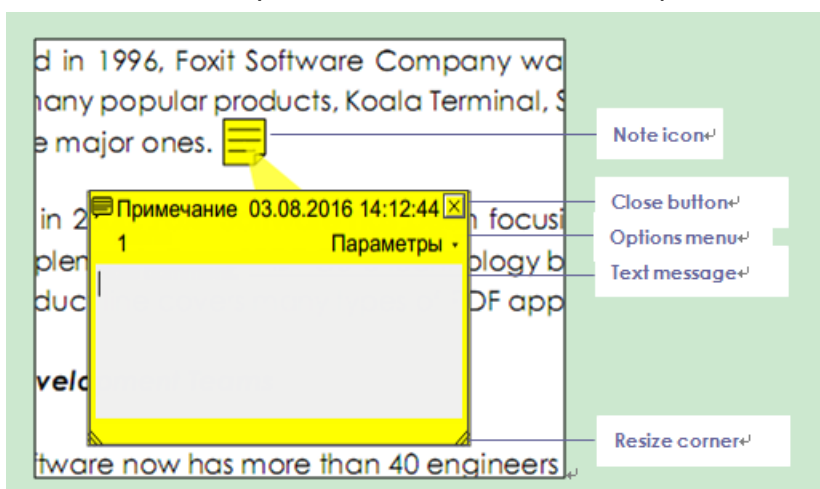 d in 1996, Foxit Software Company wa
many popular products, Koala Terminal, S
e major ones.
Note icon
Примечание 03.08.2016 14:12:44
Close button
in 2 n focusi
1 Параметры
Options menu
plen ology b
Text message
duc DF app
velo
Resize corner
ftware now has more than 40 engineers